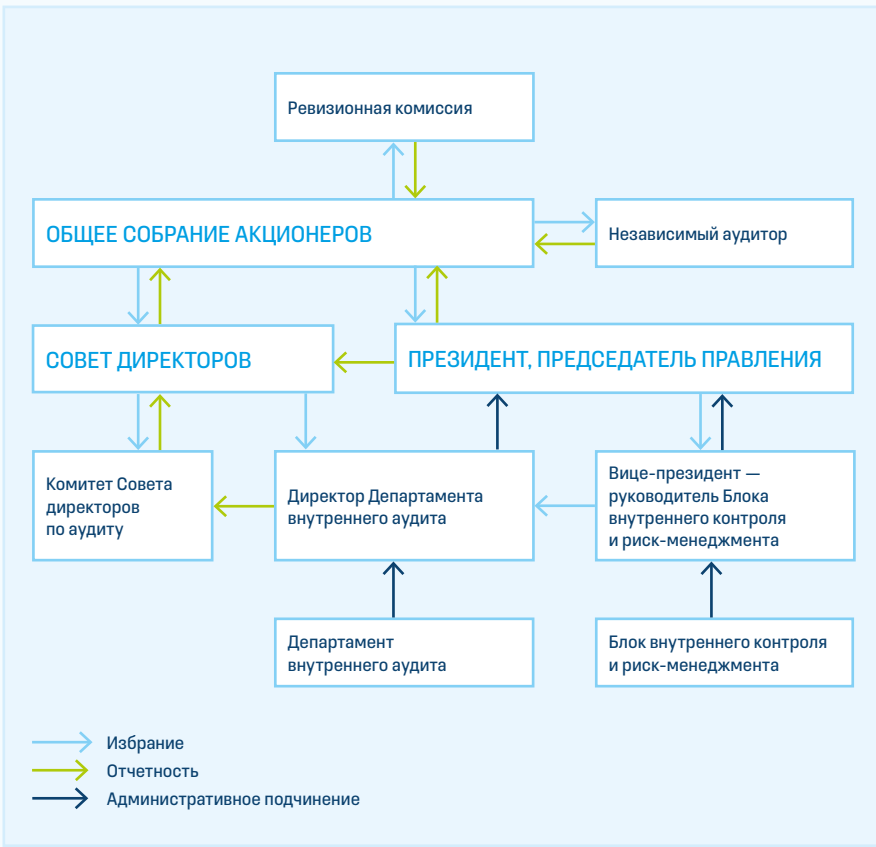 Ревизионная комиссия
ОБЩЕЕ СОБРАНИЕ АКЦИОНЕРОВ
Независимый аудитор
СОВЕТ ДИРЕКТОРОВ
ПРЕЗИДЕНТ, ПРЕДСЕДАТЕЛЬ ПРАВЛЕНИЯ
Комитет Совета
директоров
по аудиту
Директор Департамента
внутреннего аудита
Вице-президент —
руководитель Блока
внутреннего контроля
и риск-менеджмента
Департамент
внутреннего аудита
Блок внутреннего контроля
и риск-менеджмента
Избрание
Отчетность
Административное подчинение